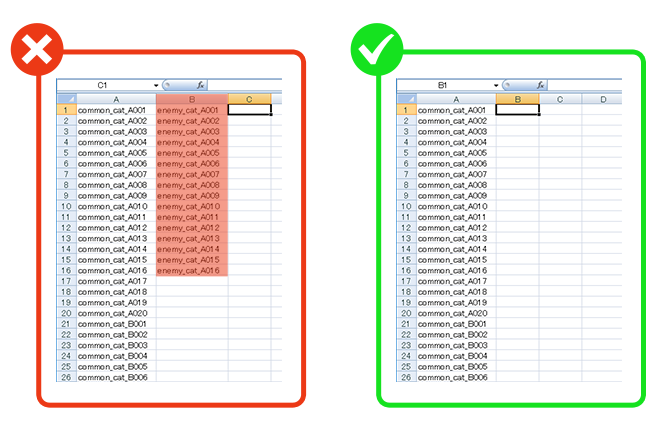 C1 fx
A B C
1 common_cat_A001 enemy_cat_A001
2 common_cat_A002 enemy_cat_A002
3 common_cat_A003 enemy_cat_A003
4 common_cat_A004 enemy_cat_A004
5 common_cat_A005 enemy_cat_A005
6 common_cat_A006 enemy_cat_A006
7 common_cat_A007 enemy_cat_A007
8 common_cat_A008 enemy_cat_A008
9 common_cat_A009 enemy_cat_A009
10 common_cat_A010 enemy_cat_A010
11 common_cat_A011 enemy_cat_A011
12 common_cat_A012 enemy_cat_A012
13 common_cat_A013 enemy_cat_A013
14 common_cat_A014 enemy_cat_A014
15 common_cat_A015 enemy_cat_A015
16 common_cat_A016 enemy_cat_A016
17 common_cat_A017
18 common_cat_A018
19 common_cat_A019
20 common_cat_A020
21 common_cat_B001
22 common_cat_B002
23 common_cat_B003
24 common_cat_B004
25 common_cat_B005
26 common_cat_B006
B1 fx
A B C D
1 common_cat_A001
2 common_cat_A002
3 common_cat_A003
4 common_cat_A004
5 common_cat_A005
6 common_cat_A006
7 common_cat_A007
8 common_cat_A008
9 common_cat_A009
10 common_cat_A010
11 common_cat_A011
12 common_cat_A012
13 common_cat_A013
14 common_cat_A014
15 common_cat_A015
16 common_cat_A016
17 common_cat_A017
18 common_cat_A018
19 common_cat_A019
20 common_cat_A020
21 common_cat_B001
22 common_cat_B002
23 common_cat_B003
24 common_cat_B004
25 common_cat_B005
26 common_cat_B006